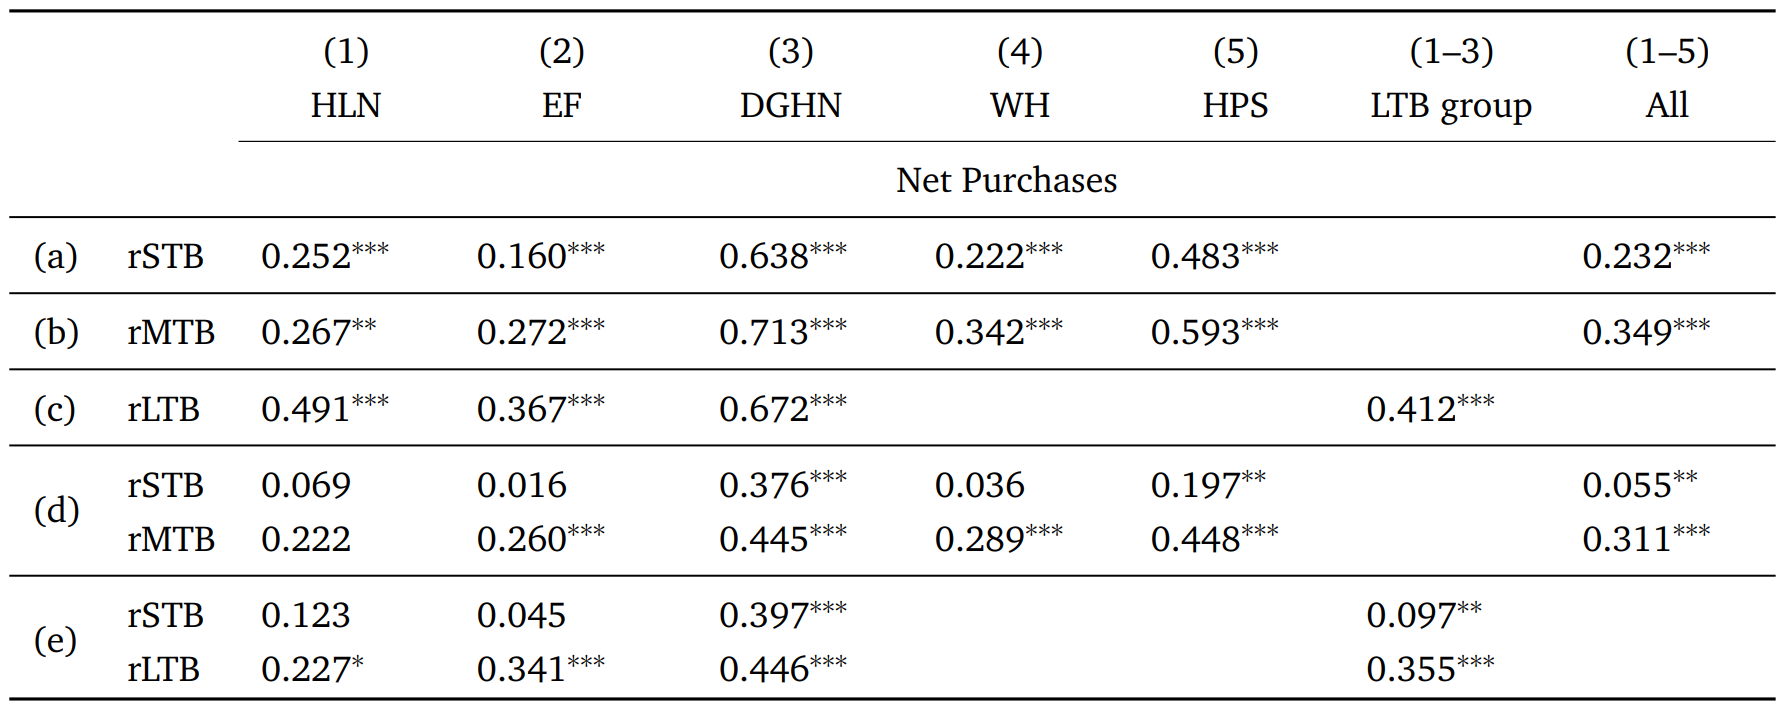 (1) (2) (3) (4) (5) (1–3) (1–5)
HLN EF DGHN WH HPS LTB group All
Net Purchases
(a) rSTB 0.252*** 0.160*** 0.638*** 0.222*** 0.483*** 0.232***
(b) rMTB 0.267** 0.272*** 0.713*** 0.342*** 0.593*** 0.349***
(c) rLTB 0.491*** 0.367*** 0.672*** 0.412***
(d) rSTB 0.069 0.016 0.376*** 0.036 0.197** 0.055**
rMTB 0.222 0.260*** 0.445*** 0.289*** 0.448*** 0.311***
(e) rSTB 0.123 0.045 0.397*** 0.097**
rLTB 0.227* 0.341*** 0.446*** 0.355***